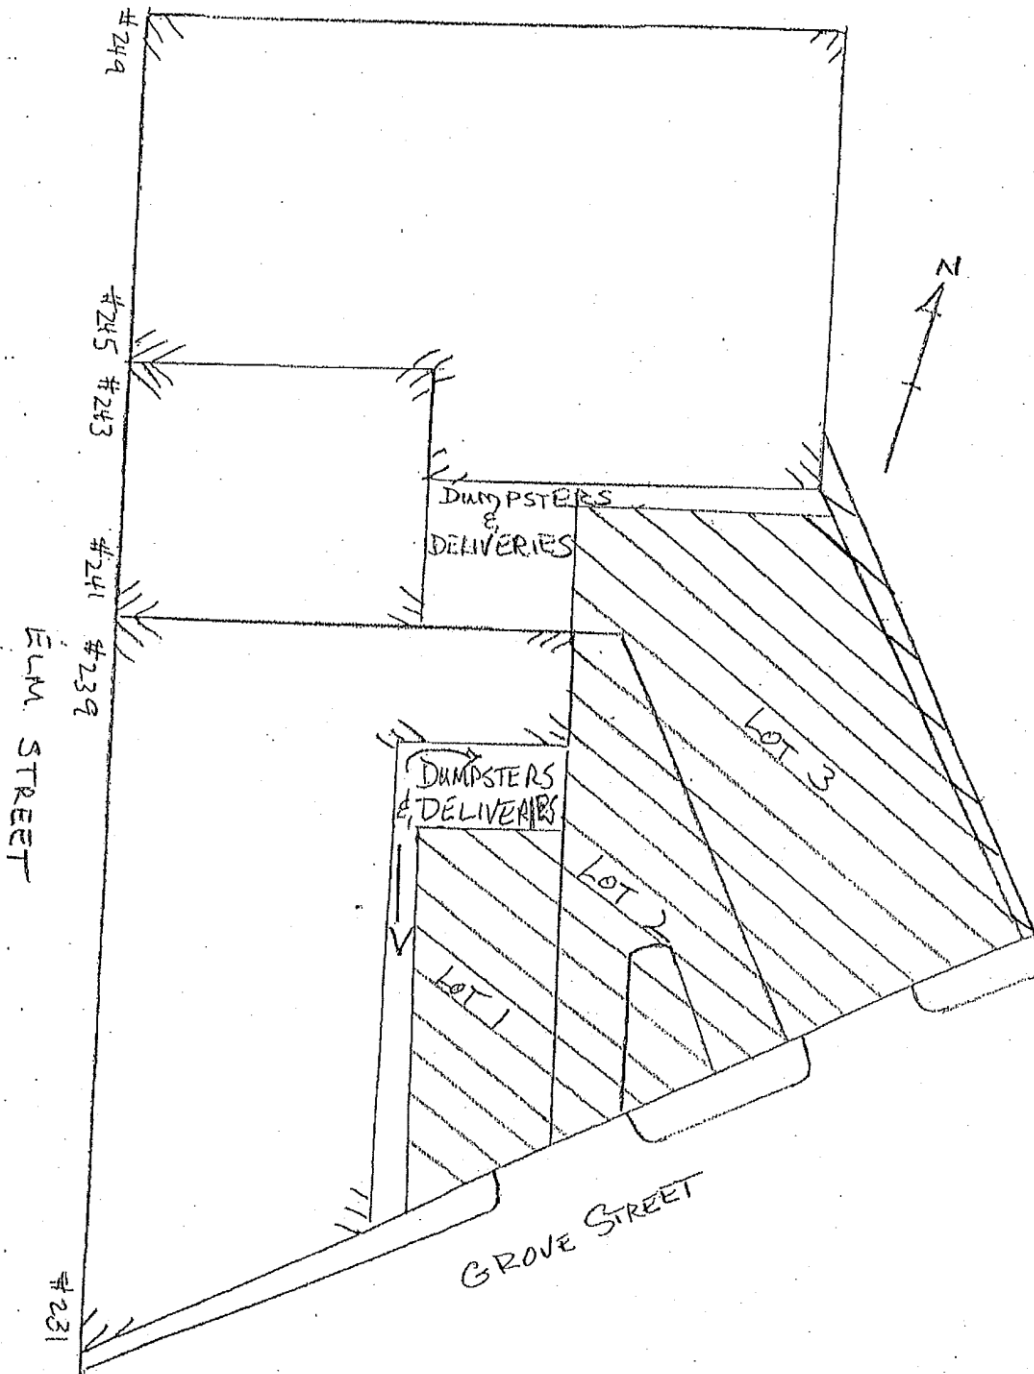 #249
N
#245
#243
DUMPSTERS
&
DELIVERIES
#241
#239
ELM STREET
LOT 3
DUMPSTERS
& DELIVERIES
LOT 2
LOT 1
GROVE STREET
#231